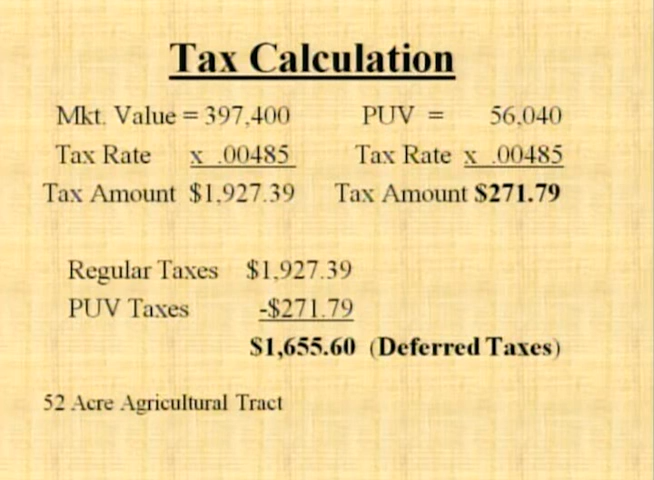 Tax Calculation
Mkt. Value = 397,400 PUV = 56,040
Tax Rate x .00485 Tax Rate x .00485
Tax Amount $1,927.39 Tax Amount $271.79
Regular Taxes $1,927.39
PUV Taxes -$271.79
$1,655.60 (Deferred Taxes)
52 Acre Agricultural Tract